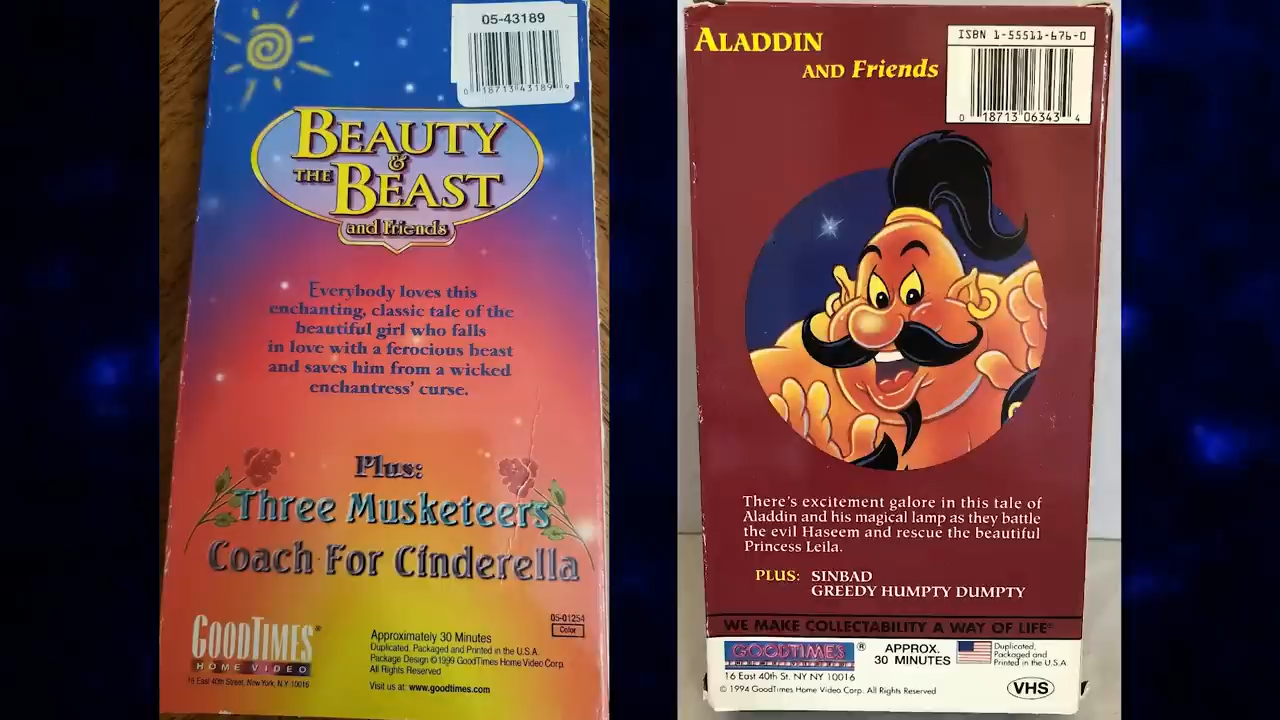 05-43189
0 18713 43189 9
BEAUTY
&
THE BEAST
and Friends
Everybody loves this
enchanting, classic tale of the
beautiful girl who falls
in love with a ferocious beast
and saves him from a wicked
enchantress' curse.
Plus:
Three Musketeers
Coach For Cinderella
05-01254
Color
GOODTIMES®
HOME VIDEO
16 East 40th Street, New York, N.Y. 10016
Approximately 30 Minutes
Duplicated, Packaged and Printed in the U.S.A.
Package Design ©1999 GoodTimes Home Video Corp.
All Rights Reserved
Visit us at: www.goodtimes.com
ALADDIN
AND Friends
ISBN 1-55511-676-0
0 18713 06343 4
There's excitement galore in this tale of
Aladdin and his magical lamp as they battle
the evil Haseem and rescue the beautiful
Princess Leila.
PLUS: SINBAD
GREEDY HUMPTY DUMPTY
WE MAKE COLLECTABILITY A WAY OF LIFE®
GOODTIMES®
HOME VIDEO
APPROX.
30 MINUTES
Duplicated,
Packaged and
Printed in the U.S.A.
16 East 40th St. NY NY 10016
© 1994 GoodTimes Home Video Corp. All Rights Reserved
VHS